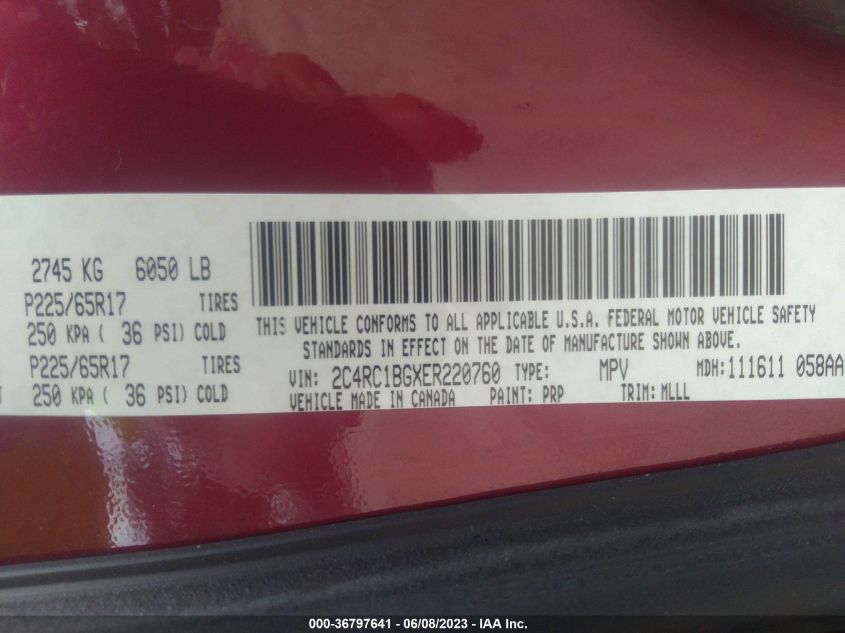 2745 KG 6050 LB
P225/65R17 TIRES
250 KPA ( 36 PSI) COLD
P225/65R17 TIRES
250 KPA ( 36 PSI) COLD
THIS VEHICLE CONFORMS TO ALL APPLICABLE U.S.A. FEDERAL MOTOR VEHICLE SAFETY
STANDARDS IN EFFECT ON THE DATE OF MANUFACTURE SHOWN ABOVE.
VIN: 2C4RC1BGXER220760 TYPE: MPV MDH:111611 058AA
VEHICLE MADE IN CANADA PAINT: PRP TRIM: MLLL
000-36797641 - 06/08/2023 - IAA Inc.